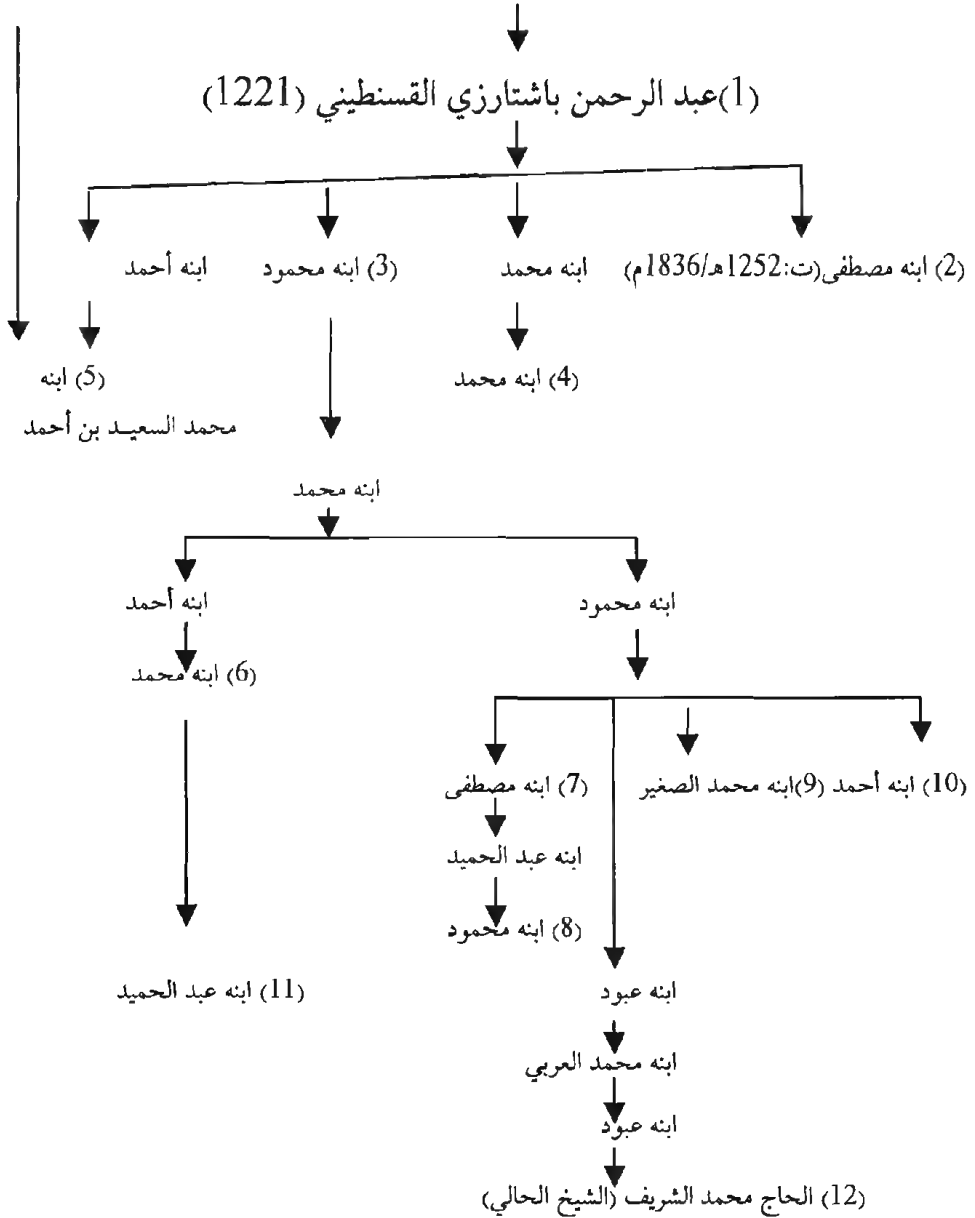 (1)عبد الرحمن باشتارزي القسنطيني (1221)
(2) ابنه مصطفى(ت:1252هـ/1836م) ابنه محمد (3) ابنه محمود ابنه أحمد
(4) ابنه محمد (5) ابنه
محمد السعيد بن أحمد
ابنه محمد
ابنه محمود ابنه أحمد
(6) ابنه محمد
(10) ابنه أحمد (9)ابنه محمد الصغير (7) ابنه مصطفى
ابنه عبد الحميد
(8) ابنه محمود
ابنه عبود (11) ابنه عبد الحميد
ابنه محمد العربي
ابنه عبود
(12) الحاج محمد الشريف (الشيخ الحالي)